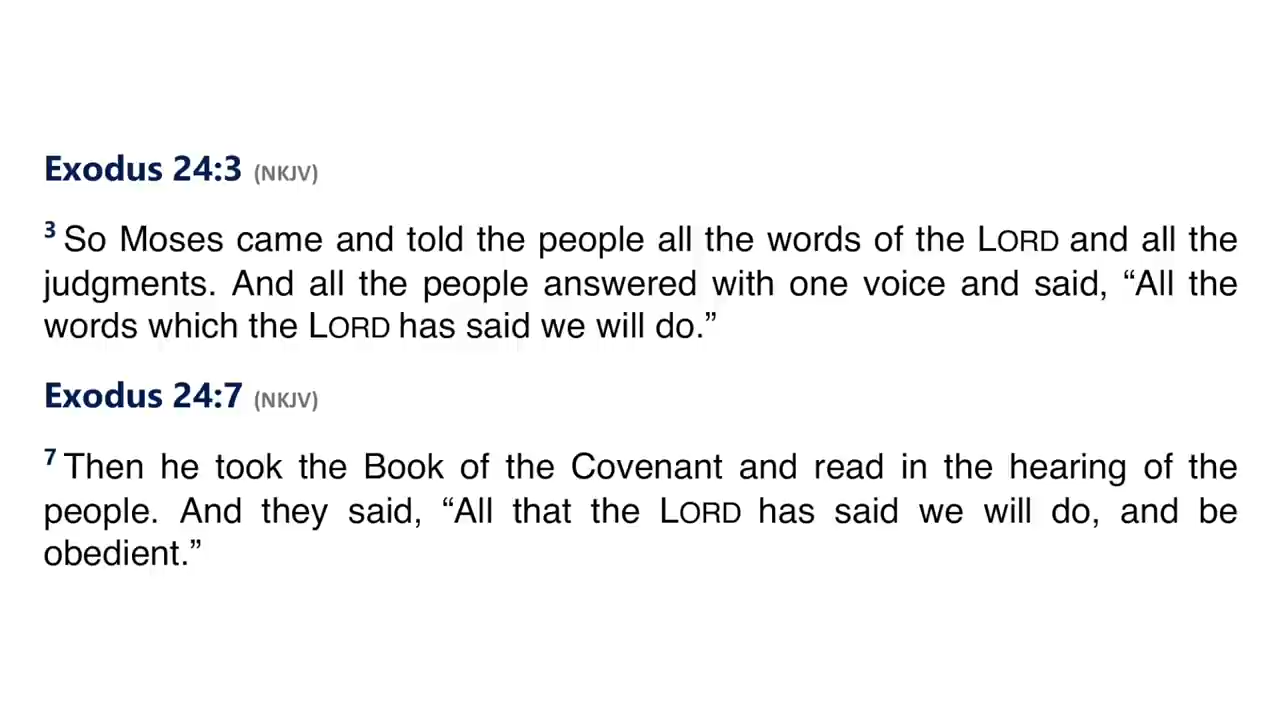 Exodus 24:3 (NKJV)
3 So Moses came and told the people all the words of the LORD and all the
judgments. And all the people answered with one voice and said, “All the
words which the LORD has said we will do.”
Exodus 24:7 (NKJV)
7 Then he took the Book of the Covenant and read in the hearing of the
people. And they said, “All that the LORD has said we will do, and be
obedient.”